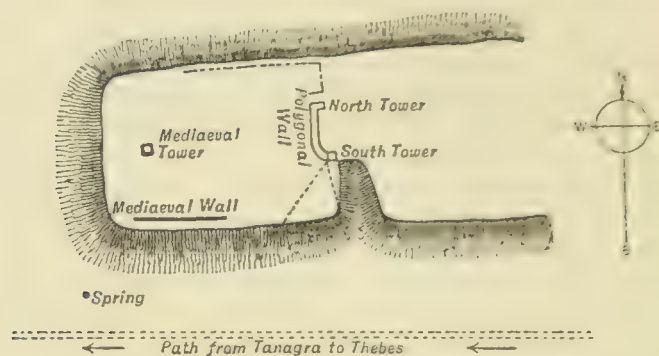 North Tower
Polygonal
Wall
Mediaeval
Tower
South Tower
Mediaeval Wall
Spring
Path from Tanagra to Thebes
N
W
E
S